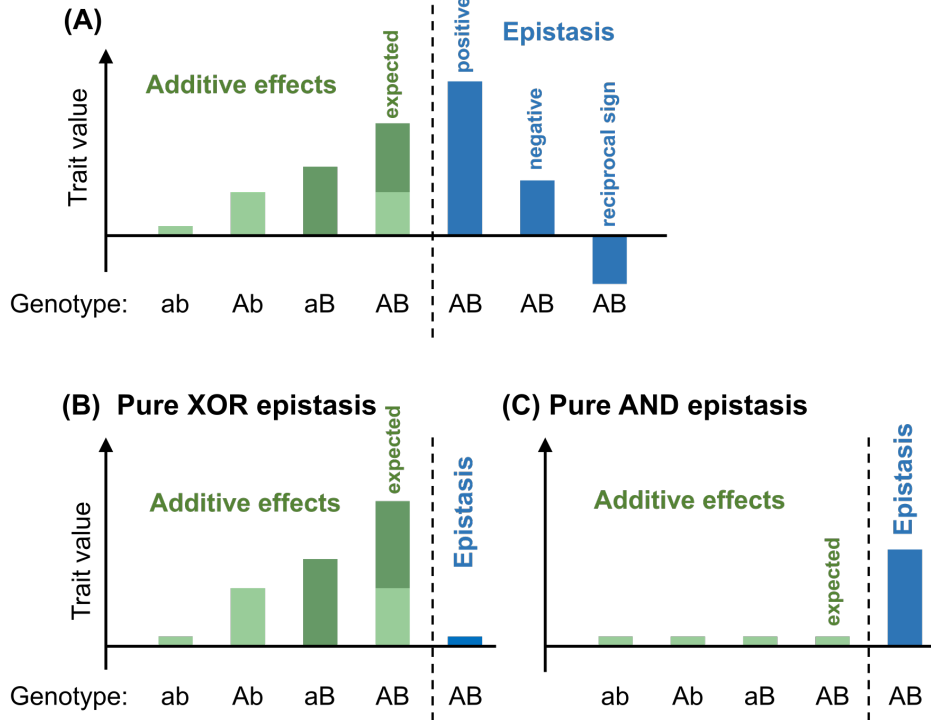 (A)
Epistasis
Additive effects
expected
positive
negative
reciprocal sign
Trait value
Genotype: ab Ab aB AB AB AB AB
(B) Pure XOR epistasis
Additive effects
expected
Epistasis
Trait value
Genotype: ab Ab aB AB AB
(C) Pure AND epistasis
Additive effects
expected
Epistasis
ab Ab aB AB AB